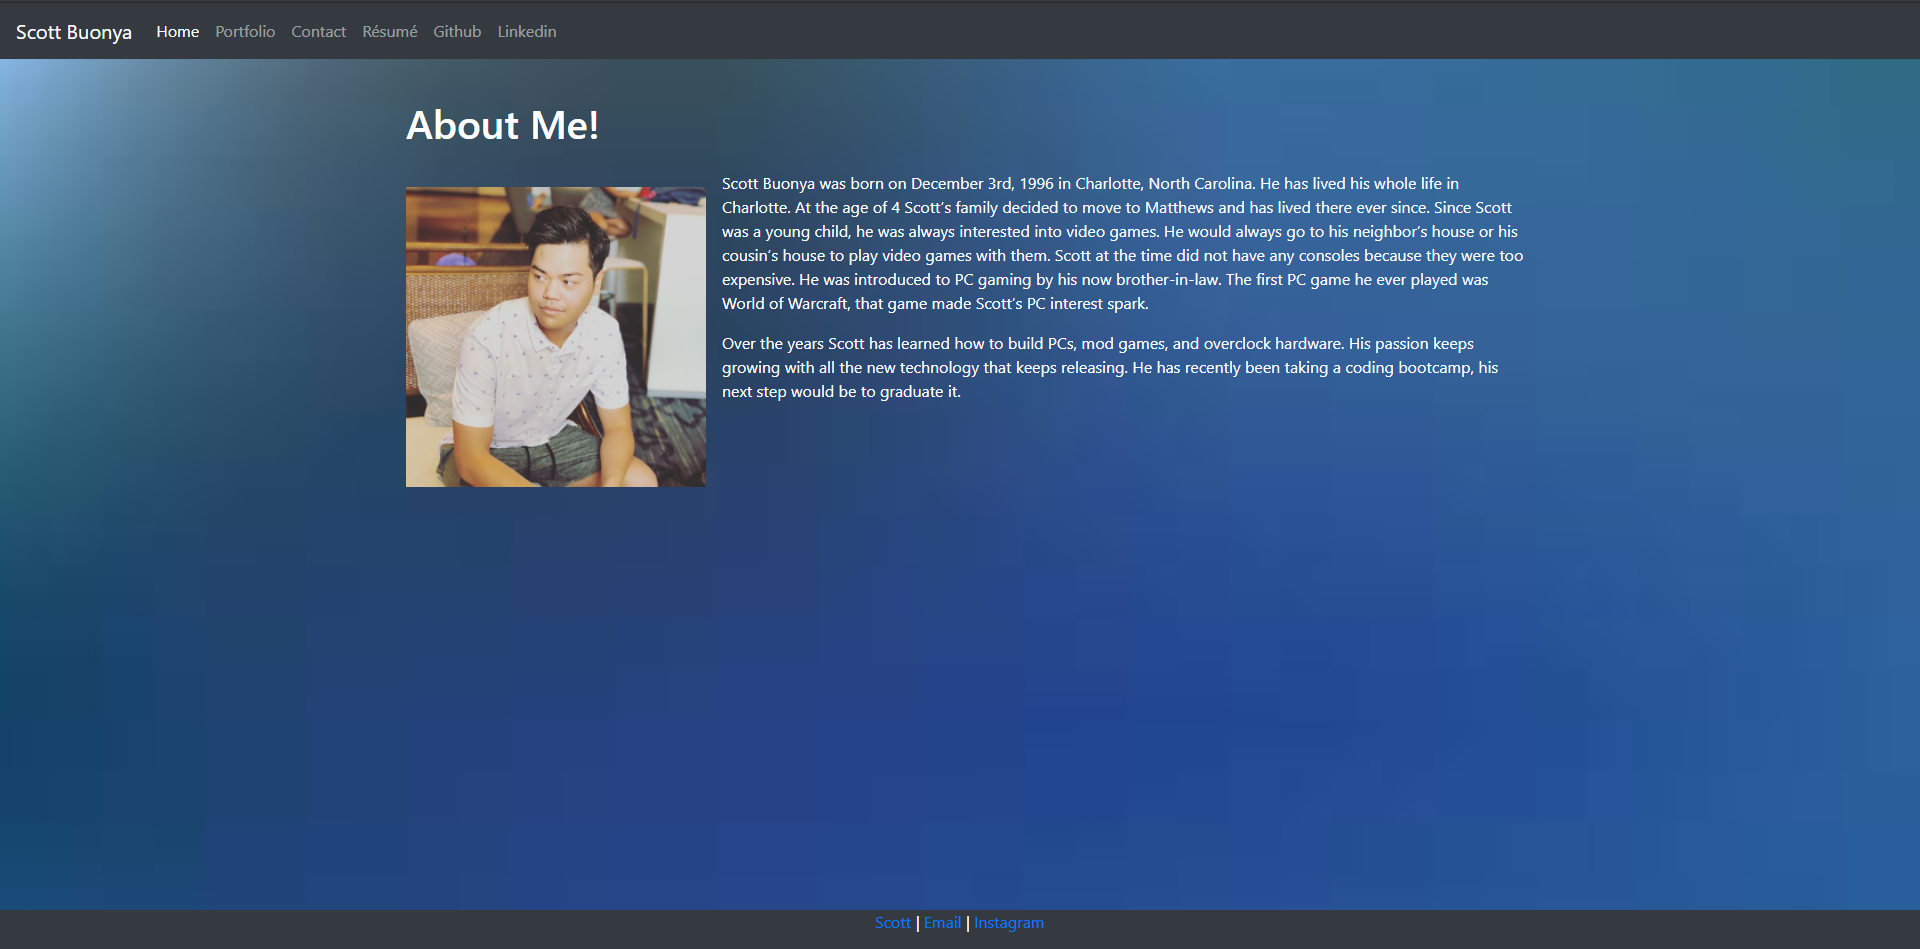 Scott Buonya Home Portfolio Contact Résumé Github Linkedin
About Me!
Scott Buonya was born on December 3rd, 1996 in Charlotte, North Carolina. He has lived his whole life in
Charlotte. At the age of 4 Scott’s family decided to move to Matthews and has lived there ever since. Since Scott
was a young child, he was always interested into video games. He would always go to his neighbor’s house or his
cousin’s house to play video games with them. Scott at the time did not have any consoles because they were too
expensive. He was introduced to PC gaming by his now brother-in-law. The first PC game he ever played was
World of Warcraft, that game made Scott’s PC interest spark.
Over the years Scott has learned how to build PCs, mod games, and overclock hardware. His passion keeps
growing with all the new technology that keeps releasing. He has recently been taking a coding bootcamp, his
next step would be to graduate it.
Scott | Email | Instagram